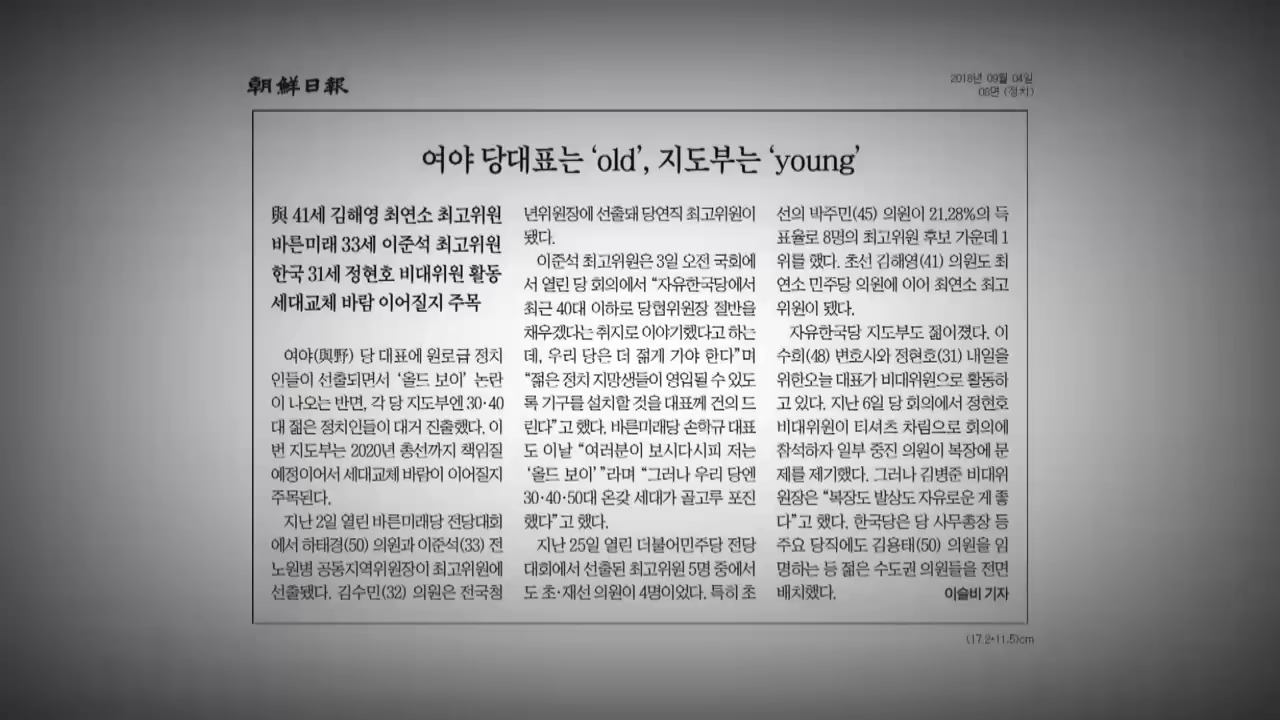 朝鮮日報
2018년 09월 04일
08면 (정치)
여야 당대표는 ‘old’, 지도부는 ‘young’
與 41세 김해영 최연소 최고위원
바른미래 33세 이준석 최고위원
한국 31세 정현호 비대위원 활동
세대교체 바람 이어질지 주목
여야(與野) 당 대표에 원로급 정치
인들이 선출되면서 ‘올드 보이’ 논란
이 나오는 반면, 각 당 지도부엔 30·40
대 젊은 정치인들이 대거 진출했다. 이
번 지도부는 2020년 총선까지 책임질
예정이어서 세대교체 바람이 이어질지
주목된다.
지난 2일 열린 바른미래당 전당대회
에서 하태경(50) 의원과 이준석(33) 전
노원병 공동지역위원장이 최고위원에
선출됐다. 김수민(32) 의원은 전국청
년위원장에 선출돼 당연직 최고위원이
됐다.
이준석 최고위원은 3일 오전 국회에
서 열린 당 회의에서 “자유한국당에서
최근 40대 이하로 당협위원장 절반을
채우겠다는 취지로 이야기했다고 하는
데, 우리 당은 더 젊게 가야 한다”며
“젊은 정치 지망생들이 영입될 수 있도
록 기구를 설치할 것을 대표께 건의 드
린다”고 했다. 바른미래당 손하규 대표
도 이날 “여러분이 보시다시피 저는
‘올드 보이’”라며 “그러나 우리 당엔
30·40·50대 온갖 세대가 골고루 포진
했다”고 했다.
지난 25일 열린 더불어민주당 전당
대회에서 선출된 최고위원 5명 중에서
도 초·재선 의원이 4명이었다. 특히 초
선의 박주민(45) 의원이 21.28%의 득
표율로 8명의 최고위원 후보 가운데 1
위를 했다. 초선 김해영(41) 의원도 최
연소 민주당 의원에 이어 최연소 최고
위원이 됐다.
자유한국당 지도부도 젊이졌다. 이
수희(48) 변호사와 정현호(31) 내일을
위한오늘 대표가 비대위원으로 활동하
고 있다. 지난 6일 당 회의에서 정현호
비대위원이 티셔츠 차림으로 회의에
참석하자 일부 중진 의원이 복장에 문
제를 제기했다. 그러나 김병준 비대위
원장은 “복장도 발상도 자유로운 게 좋
다”고 했다. 한국당은 당 사무총장 등
주요 당직에도 김용태(50) 의원을 임
명하는 등 젊은 수도권 의원들을 전면
배치했다.
이슬비 기자
(17.2*11.5)cm